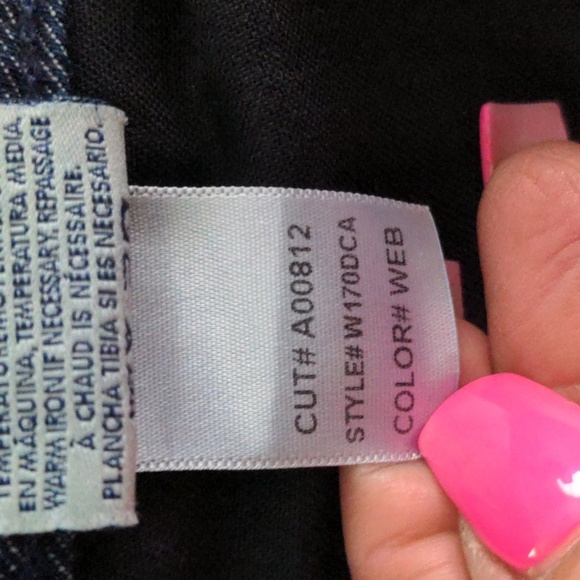 EN MÁQUINA, TEMPERATURA MEDIA.
WARM IRON IF NECESSARY. REPASSAGE
À CHAUD IS NÉCESSAIRE.
PLANCHA TIBIA SI ES NECESARIO.
CUT# A00812
STYLE# W170DCA
COLOR# WEB